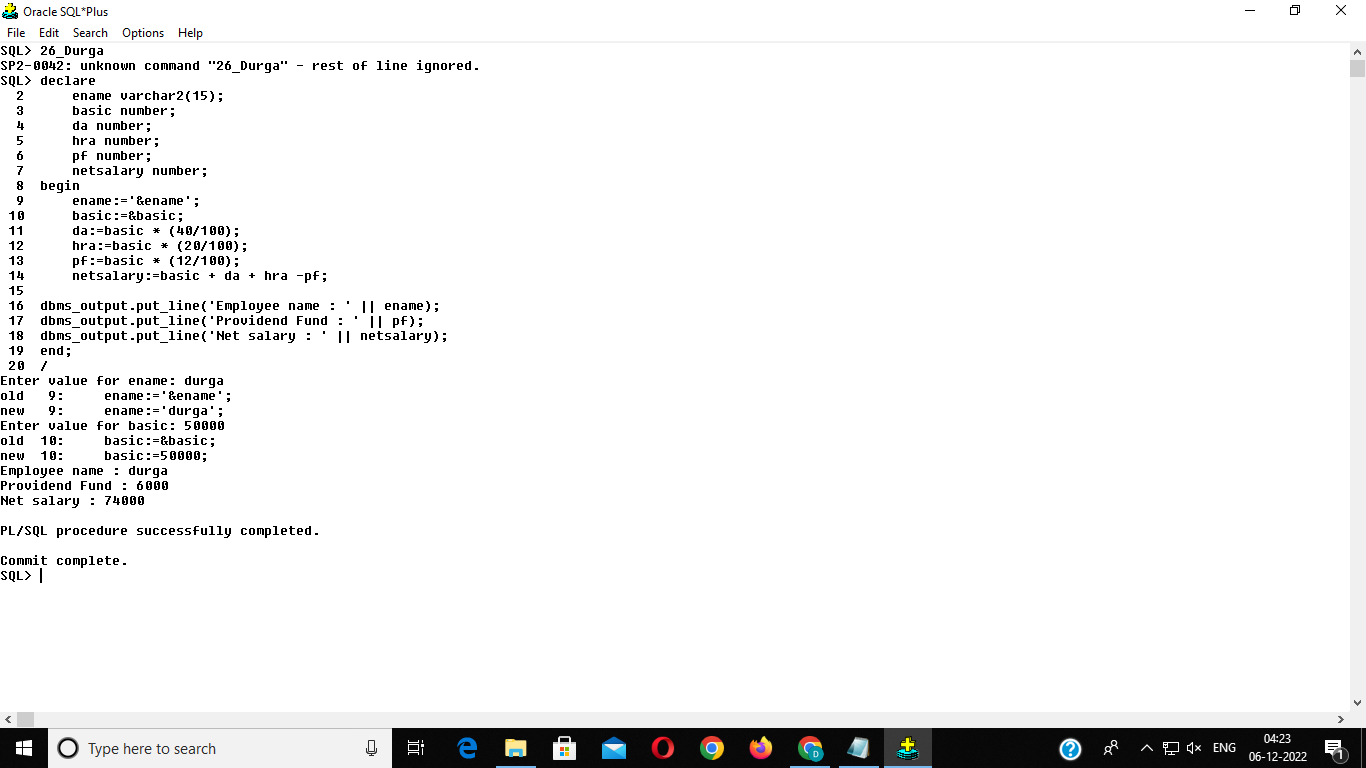 Oracle SQL*Plus
File Edit Search Options Help
SQL> 26_Durga
SP2-0042: unknown command "26_Durga" - rest of line ignored.
SQL> declare
  2      ename varchar2(15);
  3      basic number;
  4      da number;
  5      hra number;
  6      pf number;
  7      netsalary number;
  8  begin
  9      ename:='&ename';
 10      basic:=&basic;
 11      da:=basic * (40/100);
 12      hra:=basic * (20/100);
 13      pf:=basic * (12/100);
 14      netsalary:=basic + da + hra -pf;
 15
 16  dbms_output.put_line('Employee name : ' || ename);
 17  dbms_output.put_line('Providend Fund : ' || pf);
 18  dbms_output.put_line('Net salary : ' || netsalary);
 19  end;
 20  /
Enter value for ename: durga
old   9:     ename:='&ename';
new   9:     ename:='durga';
Enter value for basic: 50000
old  10:     basic:=&basic;
new  10:     basic:=50000;
Employee name : durga
Providend Fund : 6000
Net salary : 74000
PL/SQL procedure successfully completed.
Commit complete.
SQL>
Type here to search
D
ENG
04:23
06-12-2022
1